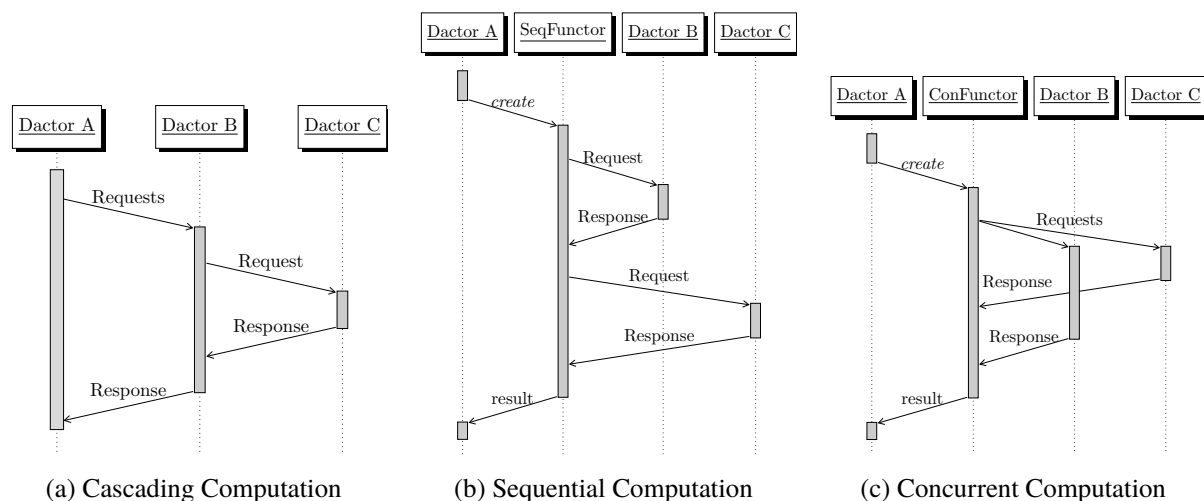 Dactor A
Dactor B
Dactor C
Requests
Request
Response
Response
(a) Cascading Computation
Dactor A
SeqFunctor
Dactor B
Dactor C
create
Request
Response
Request
Response
result
(b) Sequential Computation
Dactor A
ConFunctor
Dactor B
Dactor C
create
Requests
Response
Response
result
(c) Concurrent Computation